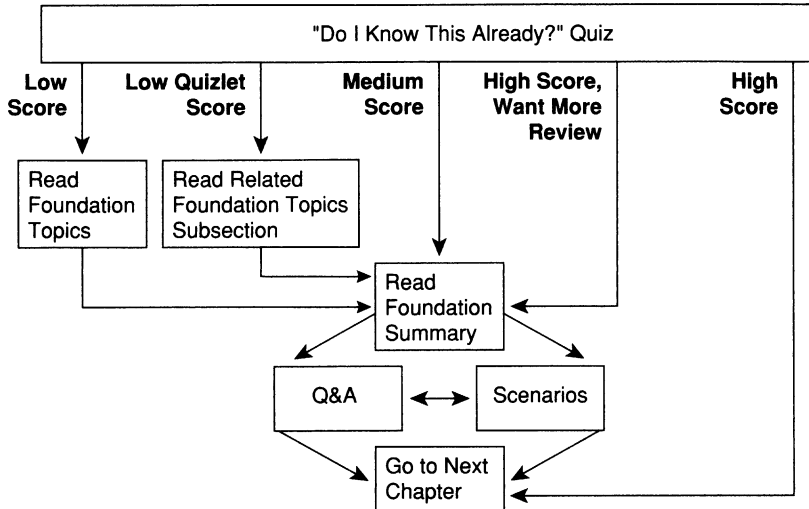 "Do I Know This Already?" Quiz
Low
Score
Low Quizlet
Score
Medium
Score
High Score,
Want More
Review
High
Score
Read
Foundation
Topics
Read Related
Foundation Topics
Subsection
Read
Foundation
Summary
Q&A
Scenarios
Go to Next
Chapter